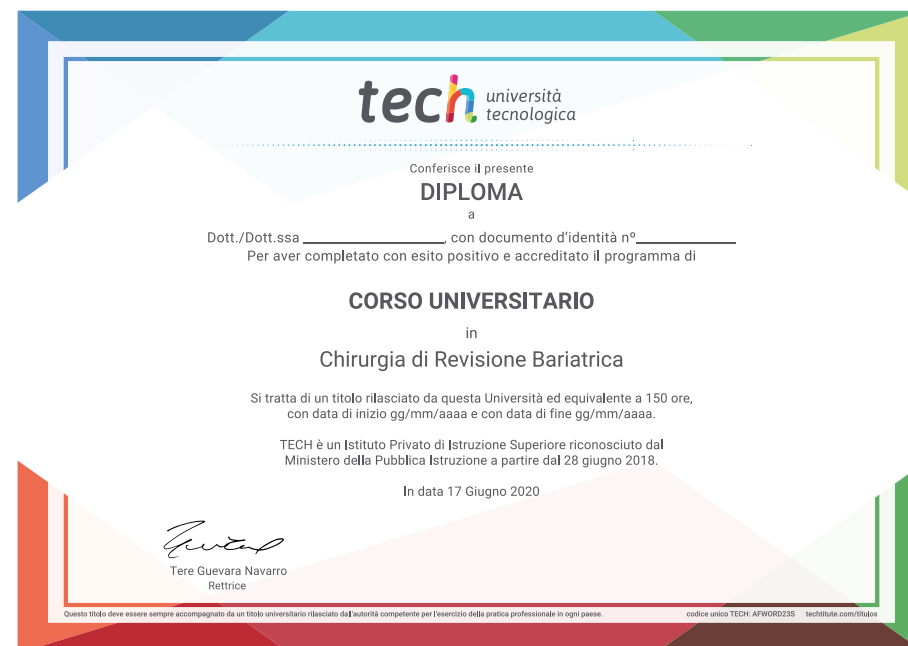 tech università
tecnologica
Conferisce il presente
DIPLOMA
a
Dott./Dott.ssa ____________________, con documento d'identità nº______________
Per aver completato con esito positivo e accreditato il programma di
CORSO UNIVERSITARIO
in
Chirurgia di Revisione Bariatrica
Si tratta di un titolo rilasciato da questa Università ed equivalente a 150 ore,
con data di inizio gg/mm/aaaa e con data di fine gg/mm/aaaa.
TECH è un Istituto Privato di Istruzione Superiore riconosciuto dal
Ministero della Pubblica Istruzione a partire dal 28 giugno 2018.
In data 17 Giugno 2020
Tere Guevara Navarro
Rettrice
Questo titolo deve essere sempre accompagnato da un titolo universitario rilasciato dall'autorità competente per l'esercizio della pratica professionale in ogni paese. codice unico TECH: AFWORD23S techtitute.com/titulos